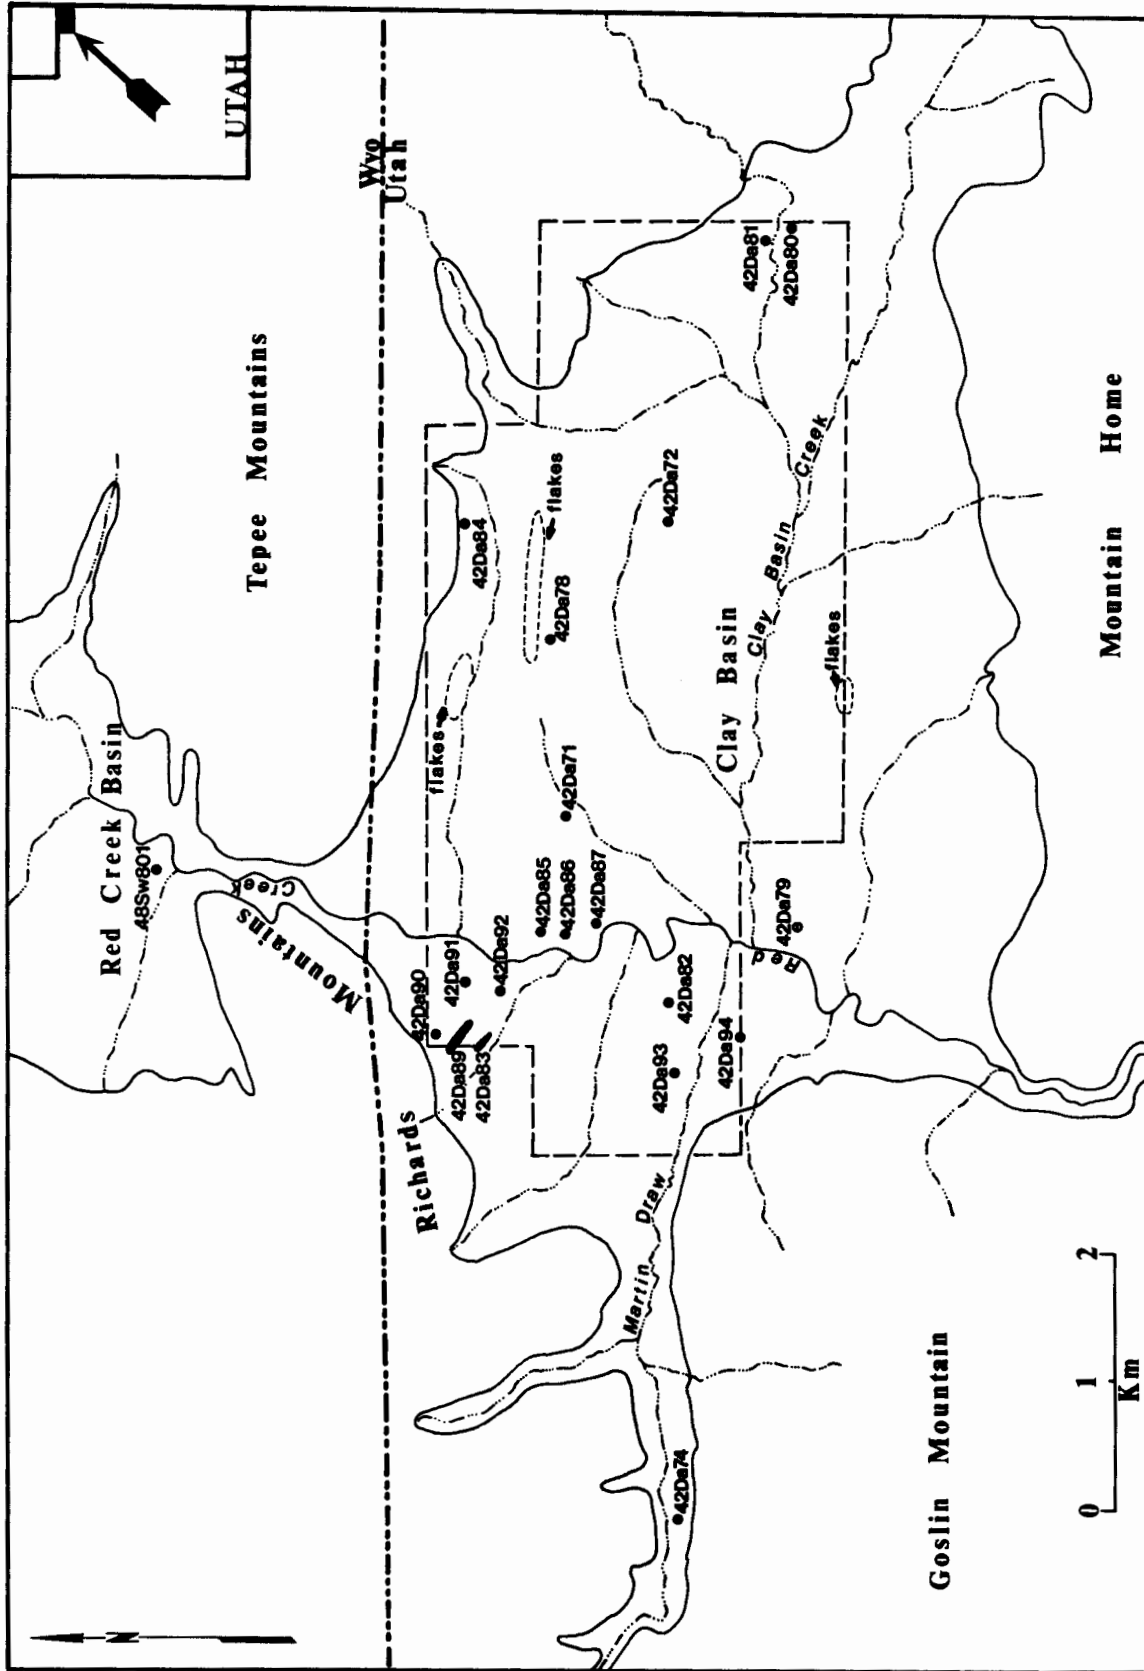 UTAH
Wyo
Utah
Tepee Mountains
Red Creek Basin
48Sw801
Creek
Richards
Mountains
flakes
42Da84
flakes
42Da78
42Da72
42Da71
42Da81
42Da80
42Da85
42Da86
42Da87
42Da90
42Da91
42Da92
42Da89
42Da83
42Da82
42Da93
42Da94
42Da79
Red
Clay Basin
Clay Basin Creek
flakes
Martin Draw
42Da74
Mountain Home
Goslin Mountain
0 1 2
Km
N